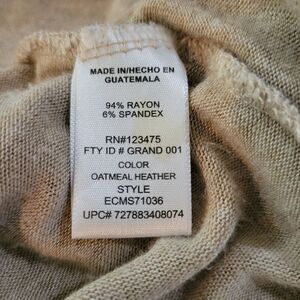 MADE IN/HECHO EN
GUATEMALA
94% RAYON
6% SPANDEX
RN#123475
FTY ID # GRAND 001
COLOR
OATMEAL HEATHER
STYLE
ECMS71036
UPC# 727883408074